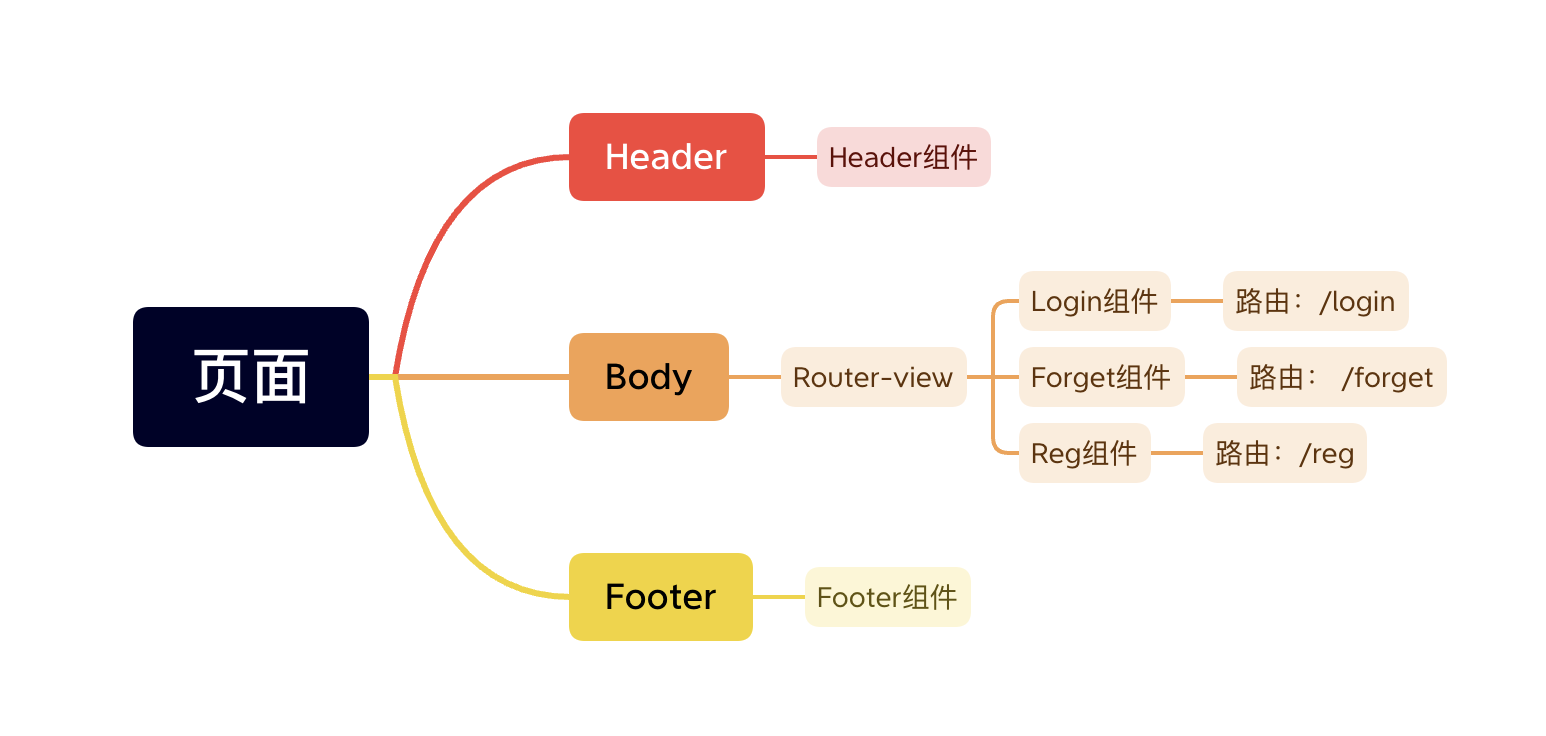 页面
Header
Header组件
Body
Router-view
Login组件
路由：/login
Forget组件
路由： /forget
Reg组件
路由：/reg
Footer
Footer组件